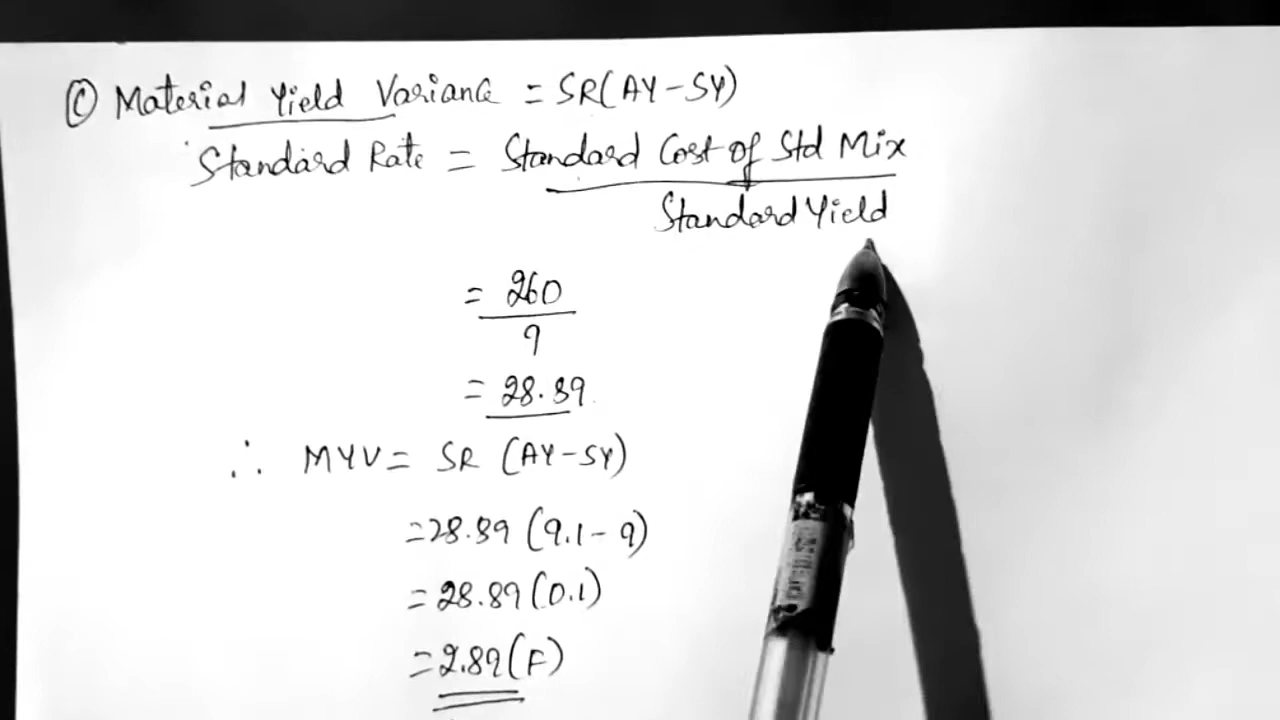 Ⓒ Material Yield Variance = SR(AY-SY)
Standard Rate = Standard Cost of Std Mix
Standard Yield
= 260
9
= 28.89
∴ MYV = SR (AY-SY)
=28.89 (9.1-9)
=28.89(0.1)
=2.89(F)